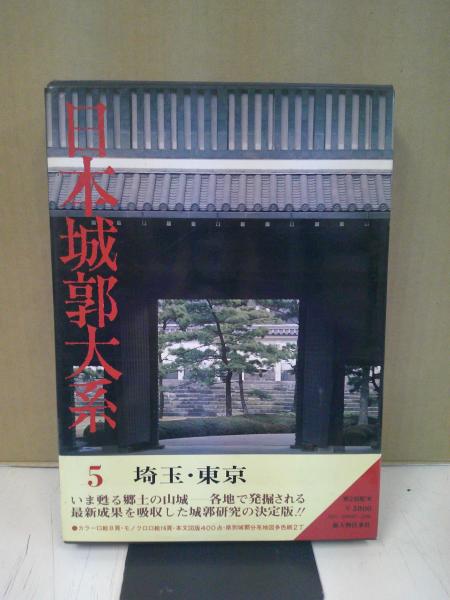 日本城郭大系
5 埼玉・東京
いま甦る郷土の山城――各地で発掘される
最新成果を吸収した城郭研究の決定版!!
●カラー口絵8頁・モノクロ口絵16頁・本文図版400点・県別城郭分布地図多色刷2丁
¥5800
新人物往来社